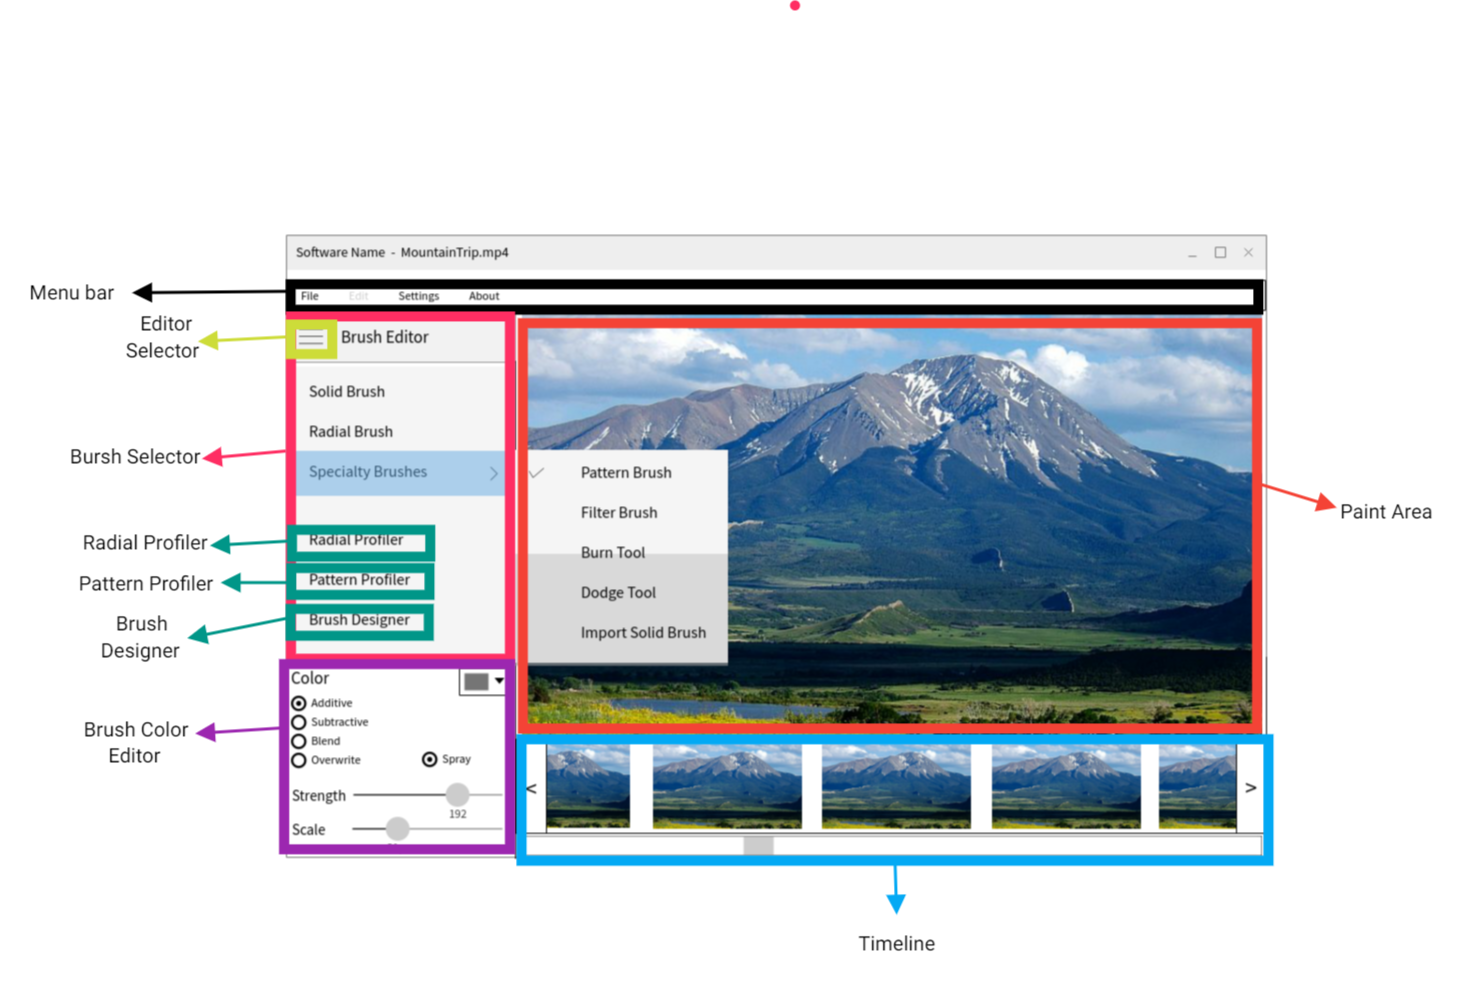 Software Name - MountainTrip.mp4
Menu bar
File Edit Settings About
Editor
Selector
Brush Editor
Solid Brush
Radial Brush
Bursh Selector
Specialty Brushes
Pattern Brush
Filter Brush
Burn Tool
Dodge Tool
Import Solid Brush
Paint Area
Radial Profiler
Radial Profiler
Pattern Profiler
Pattern Profiler
Brush
Designer
Brush Designer
Brush Color
Editor
Color
Additive
Subtractive
Blend
Overwrite
Spray
Strength
192
Scale
<
>
Timeline